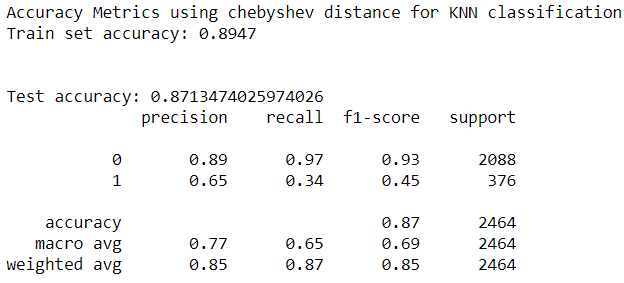 Accuracy Metrics using chebyshev distance for KNN classification
Train set accuracy: 0.8947
Test accuracy: 0.8713474025974026
precision recall f1-score support
0 0.89 0.97 0.93 2088
1 0.65 0.34 0.45 376
accuracy 0.87 2464
macro avg 0.77 0.65 0.69 2464
weighted avg 0.85 0.87 0.85 2464